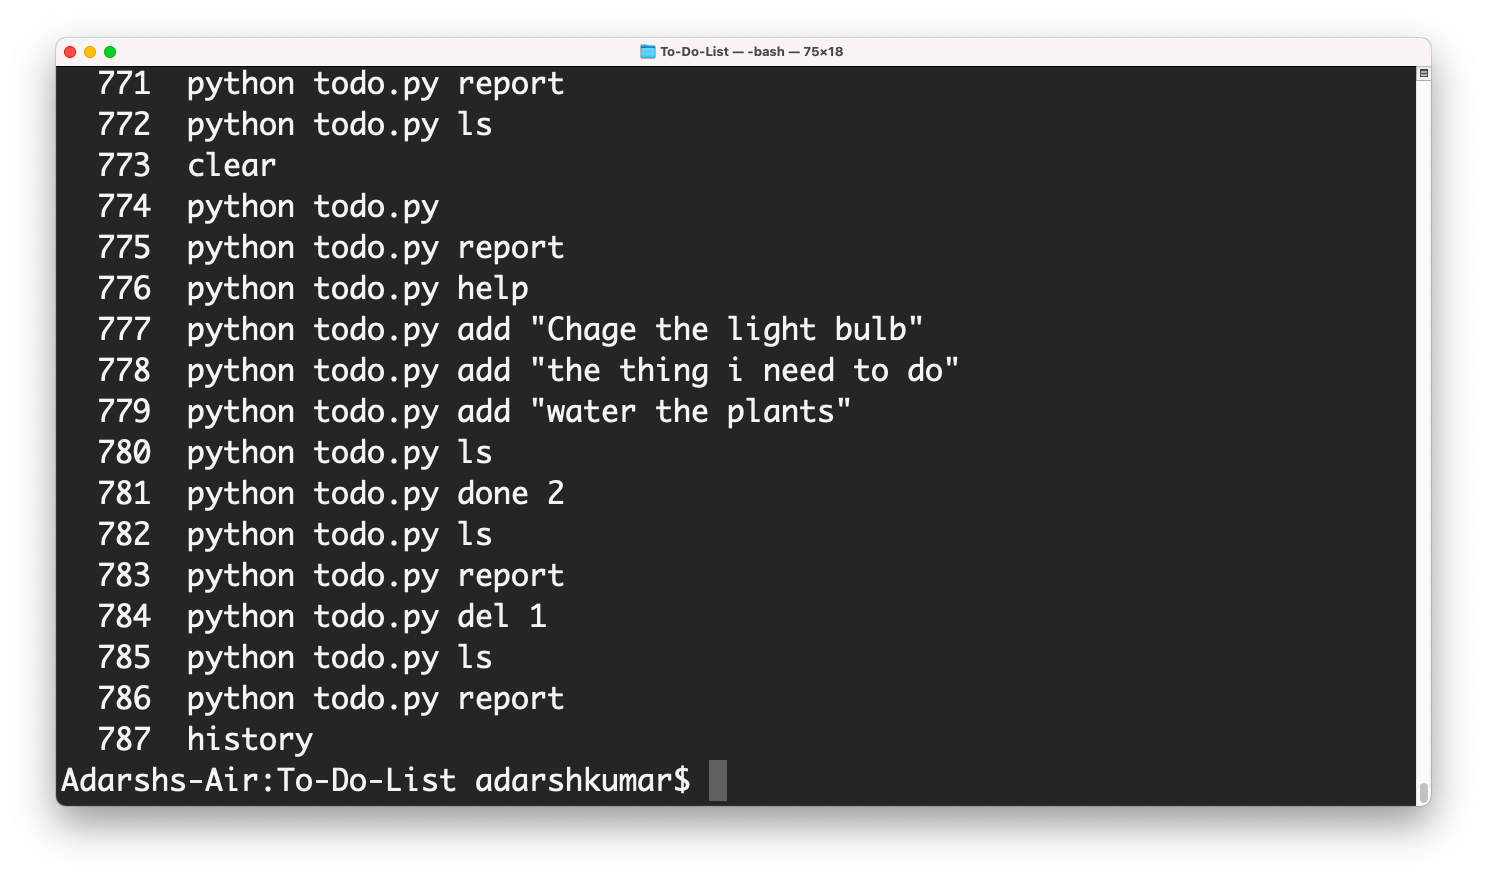 To-Do-List — -bash — 75×18
771 python todo.py report
772 python todo.py ls
773 clear
774 python todo.py
775 python todo.py report
776 python todo.py help
777 python todo.py add "Chage the light bulb"
778 python todo.py add "the thing i need to do"
779 python todo.py add "water the plants"
780 python todo.py ls
781 python todo.py done 2
782 python todo.py ls
783 python todo.py report
784 python todo.py del 1
785 python todo.py ls
786 python todo.py report
787 history
Adarshs-Air:To-Do-List adarshkumar$